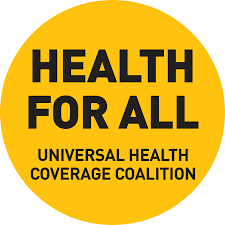 HEALTH
FOR ALL
UNIVERSAL HEALTH
COVERAGE COALITION